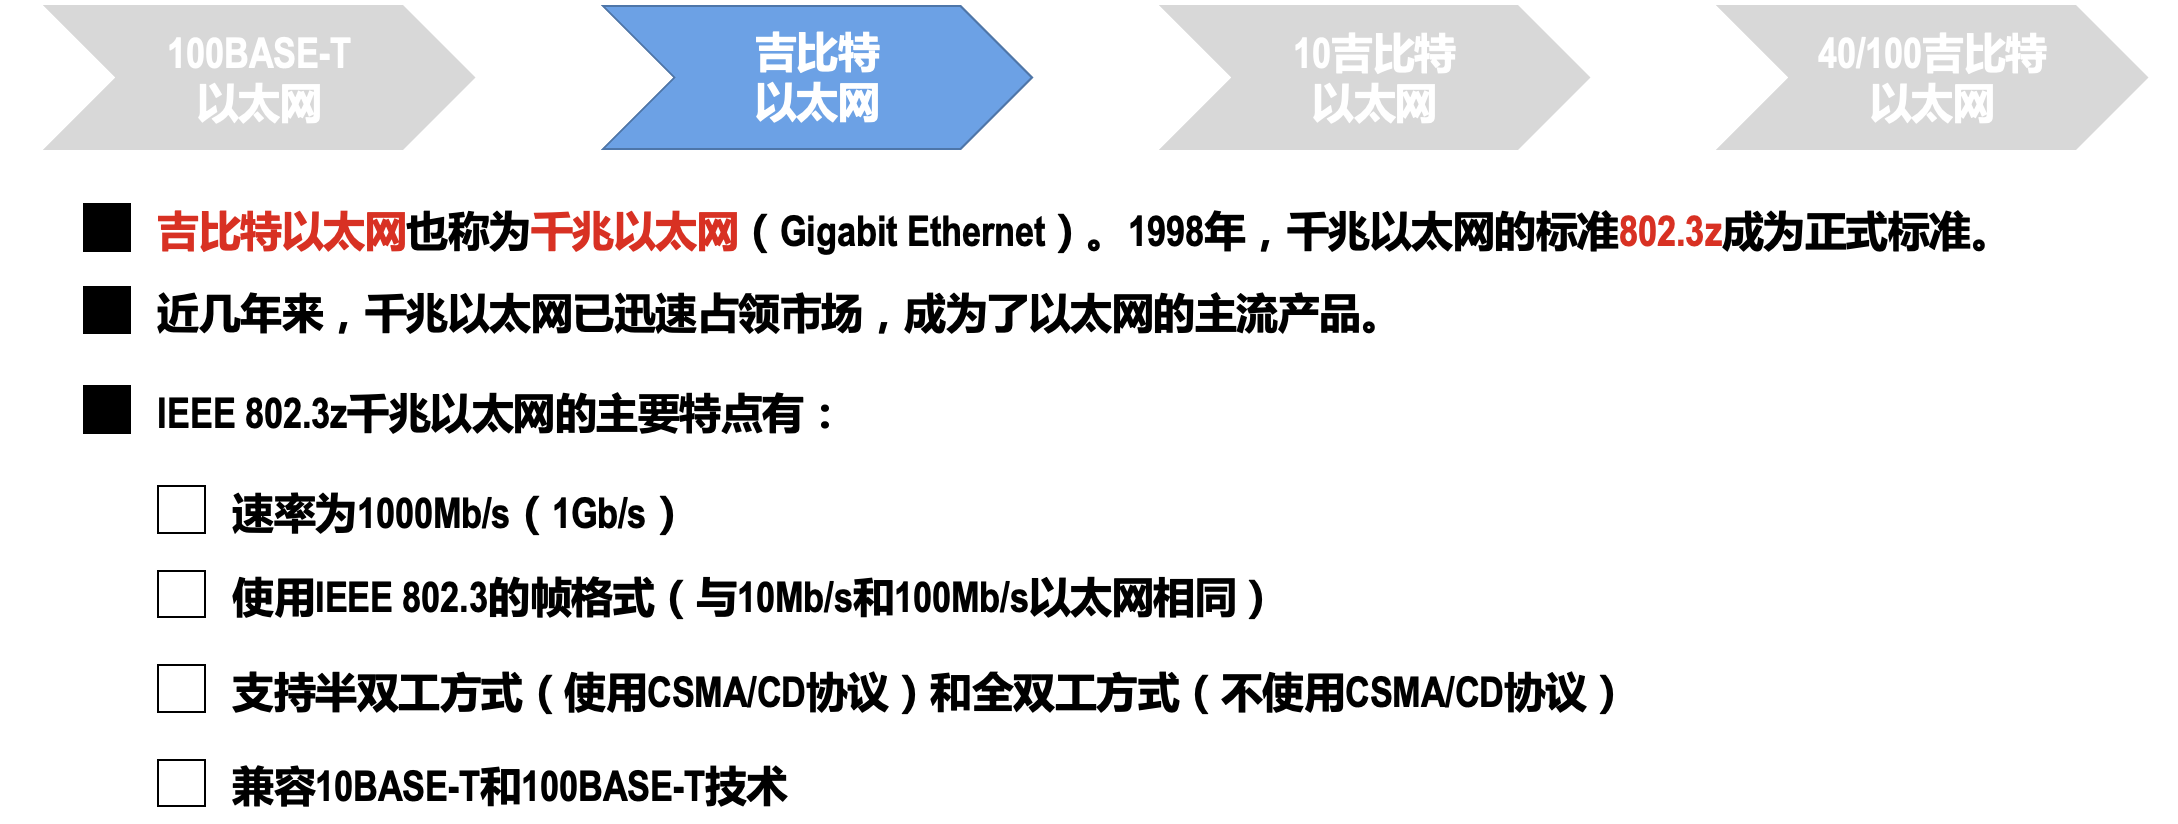 100BASE-T
以太网
吉比特
以太网
10吉比特
以太网
40/100吉比特
以太网
吉比特以太网也称为千兆以太网（Gigabit Ethernet）。1998年，千兆以太网的标准802.3z成为正式标准。
近几年来，千兆以太网已迅速占领市场，成为了以太网的主流产品。
IEEE 802.3z千兆以太网的主要特点有：
速率为1000Mb/s（1Gb/s）
使用IEEE 802.3的帧格式（与10Mb/s和100Mb/s以太网相同）
支持半双工方式（使用CSMA/CD协议）和全双工方式（不使用CSMA/CD协议）
兼容10BASE-T和100BASE-T技术